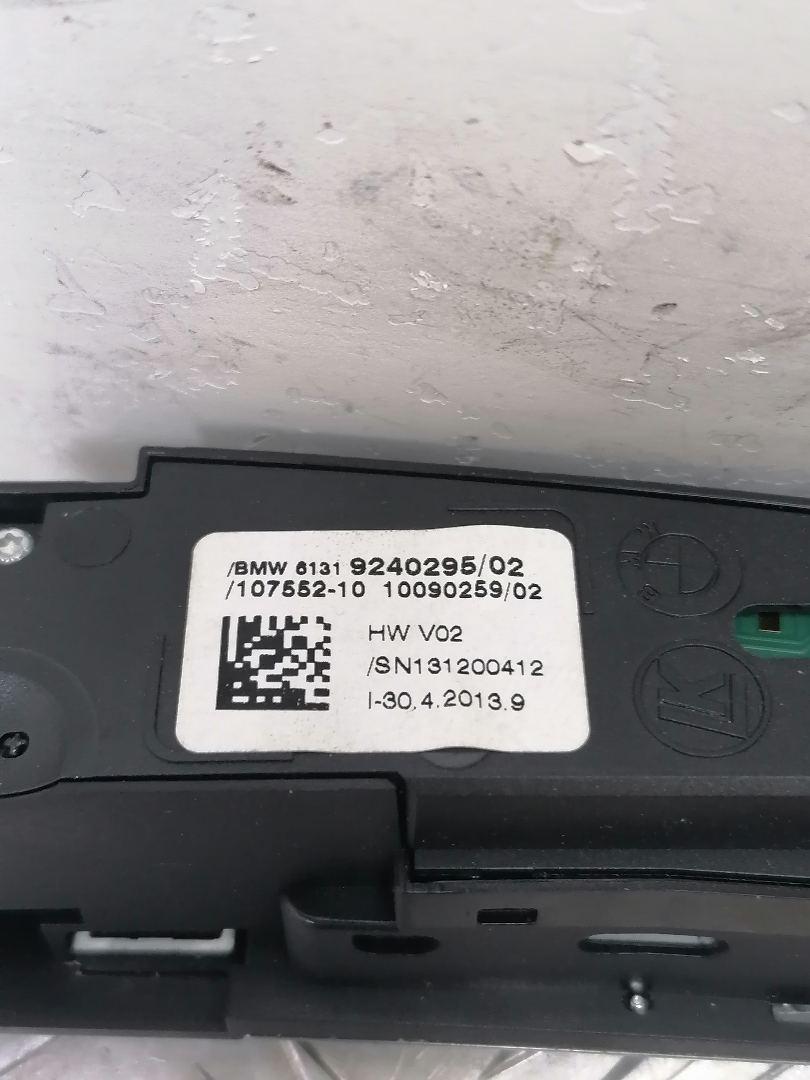 /BMW 6131 9240295/02
/107552-10 10090259/02
HW V02
/SN131200412
I-30.4.2013.9